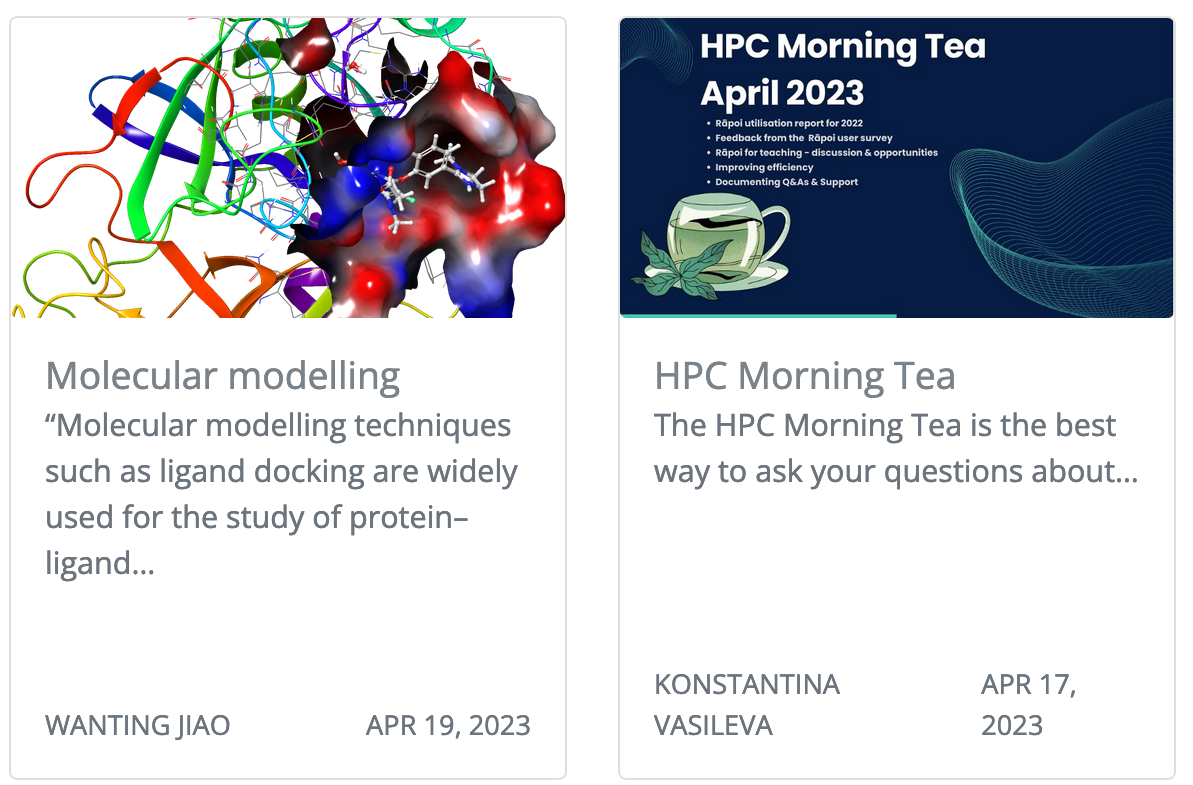 Molecular modelling
“Molecular modelling techniques
such as ligand docking are widely
used for the study of protein–
ligand...
WANTING JIAO
APR 19, 2023
HPC Morning Tea
April 2023
• Rāpoi utilisation report for 2022
• Feedback from the Rāpoi user survey
• Rāpoi for teaching - discussion & opportunities
• Improving efficiency
• Documenting Q&As & Support
HPC Morning Tea
The HPC Morning Tea is the best
way to ask your questions about...
KONSTANTINA
VASILEVA
APR 17,
2023